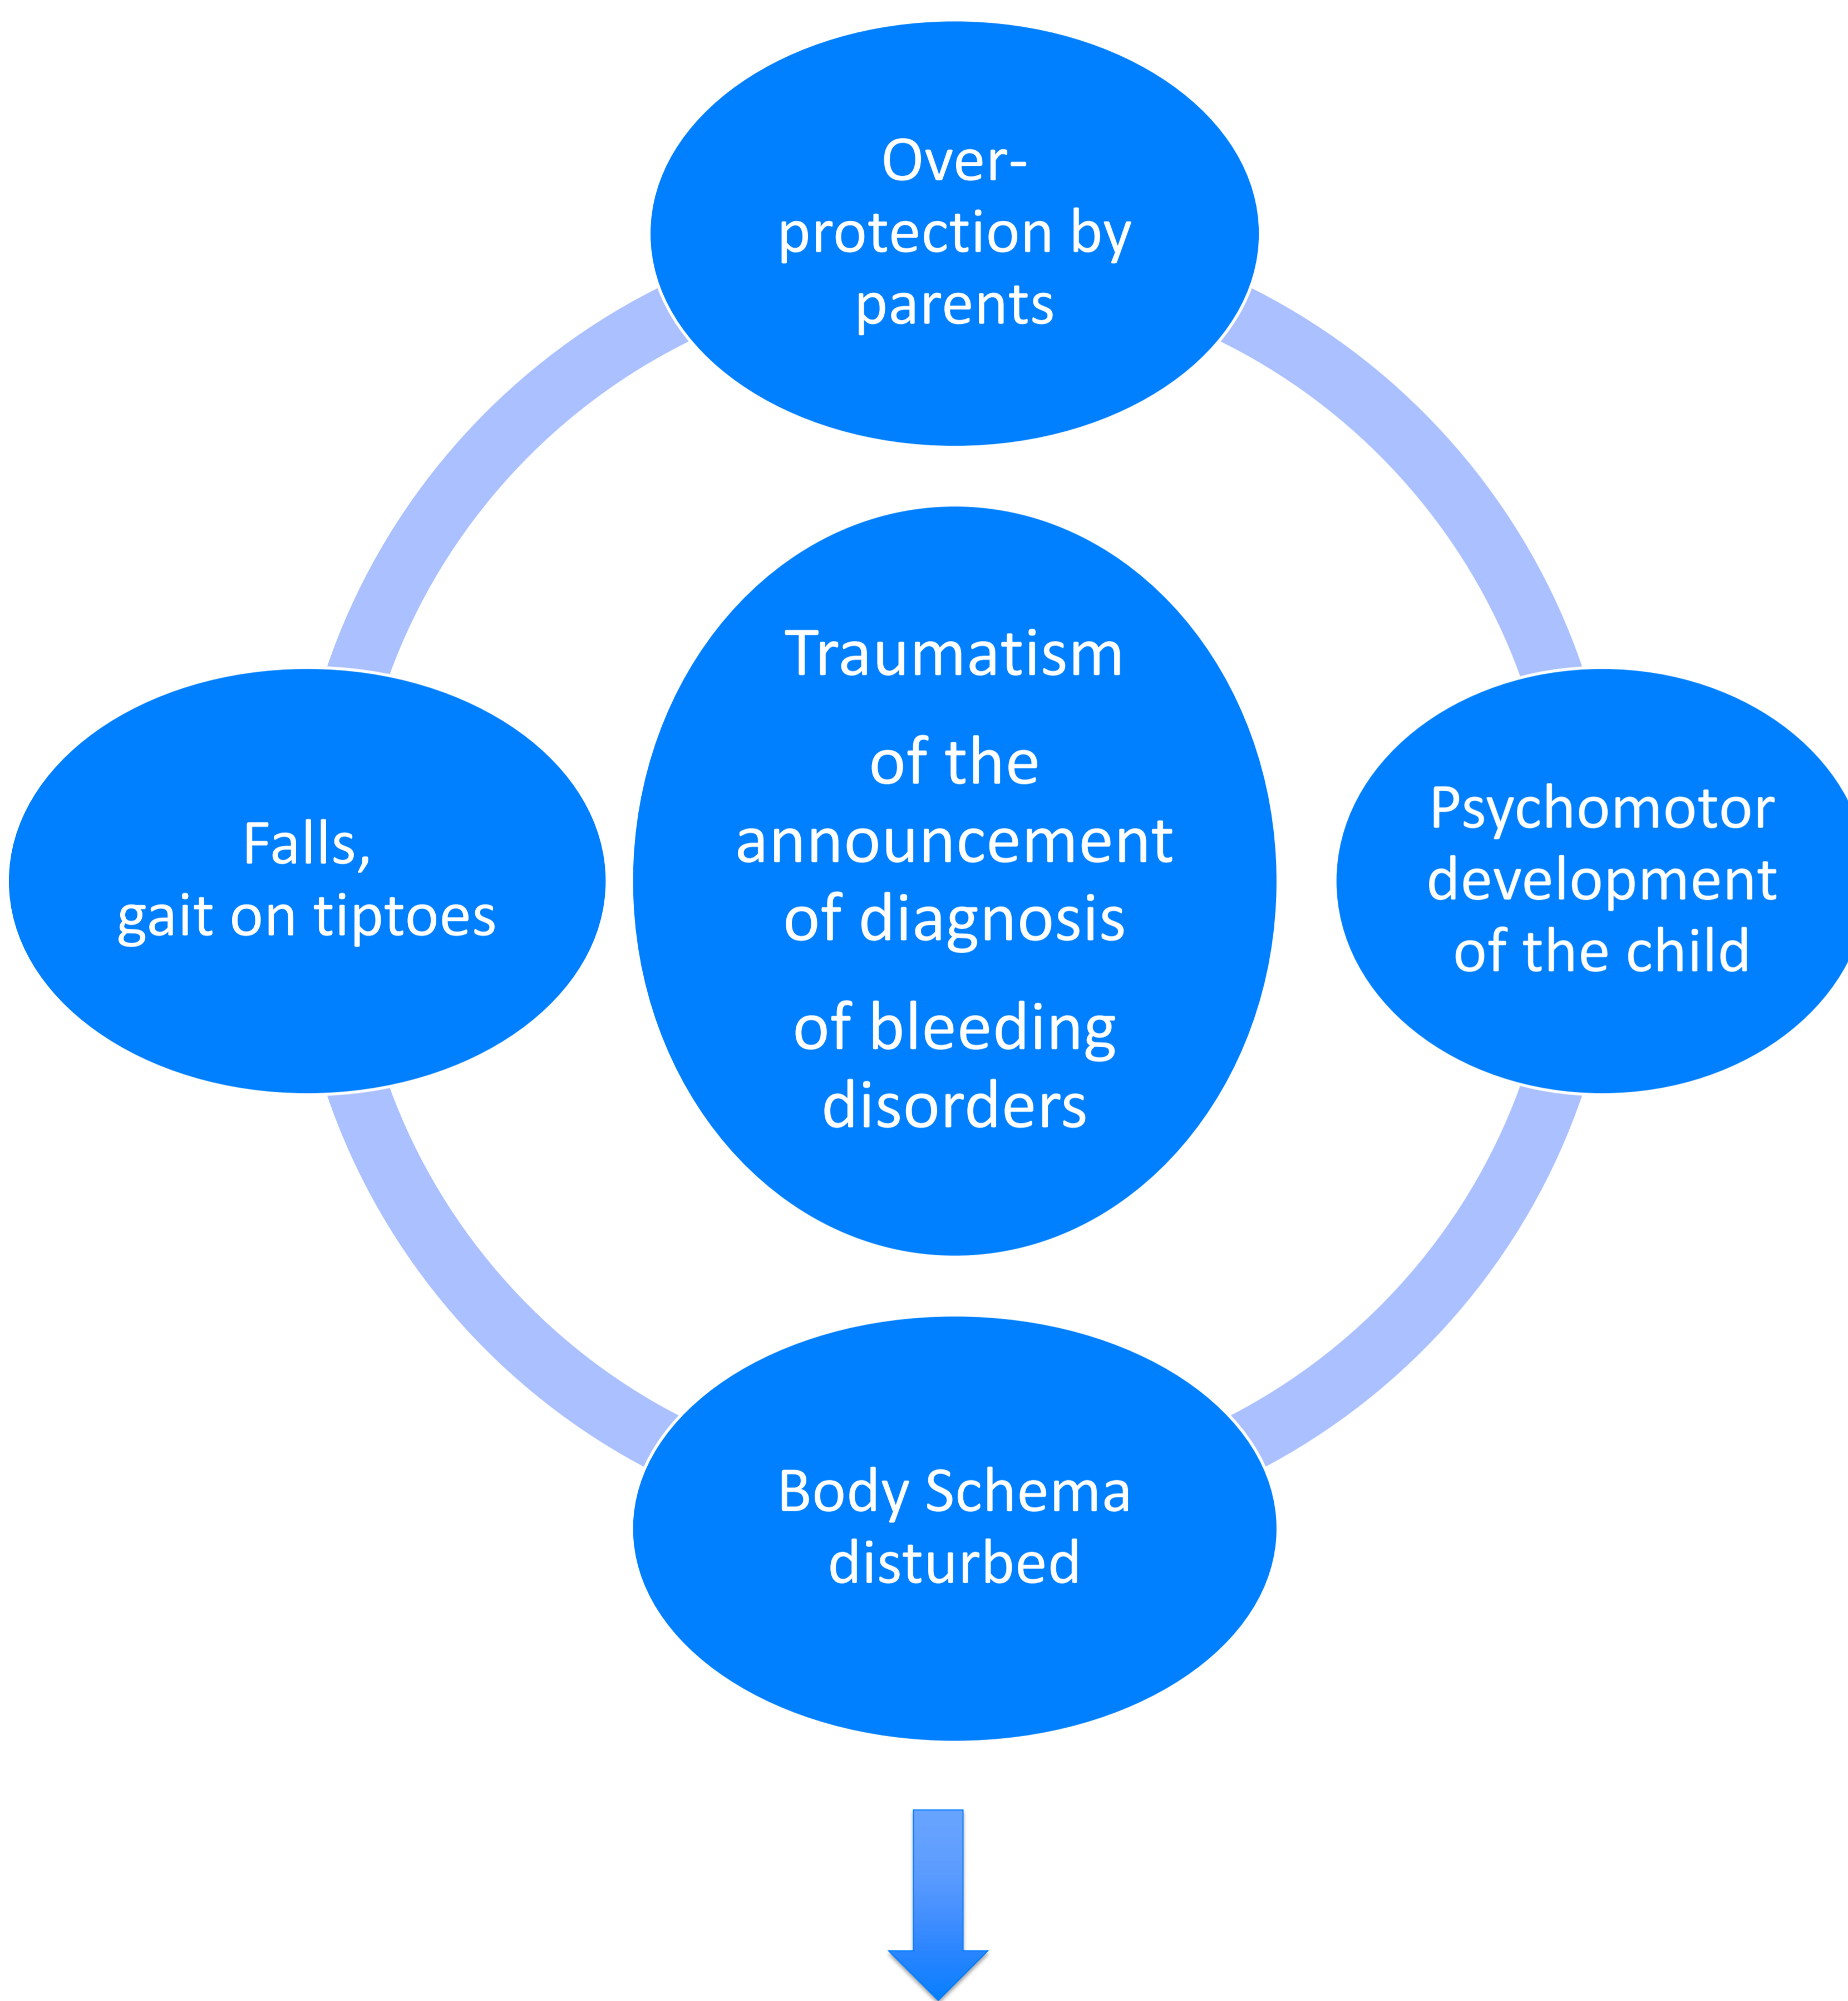 Over-
protection by
parents
Traumatism
of the
announcement
of diagnosis
of bleeding
disorders
Falls,
gait on tiptoes
Psychomotor
development
of the child
Body Schema
disturbed